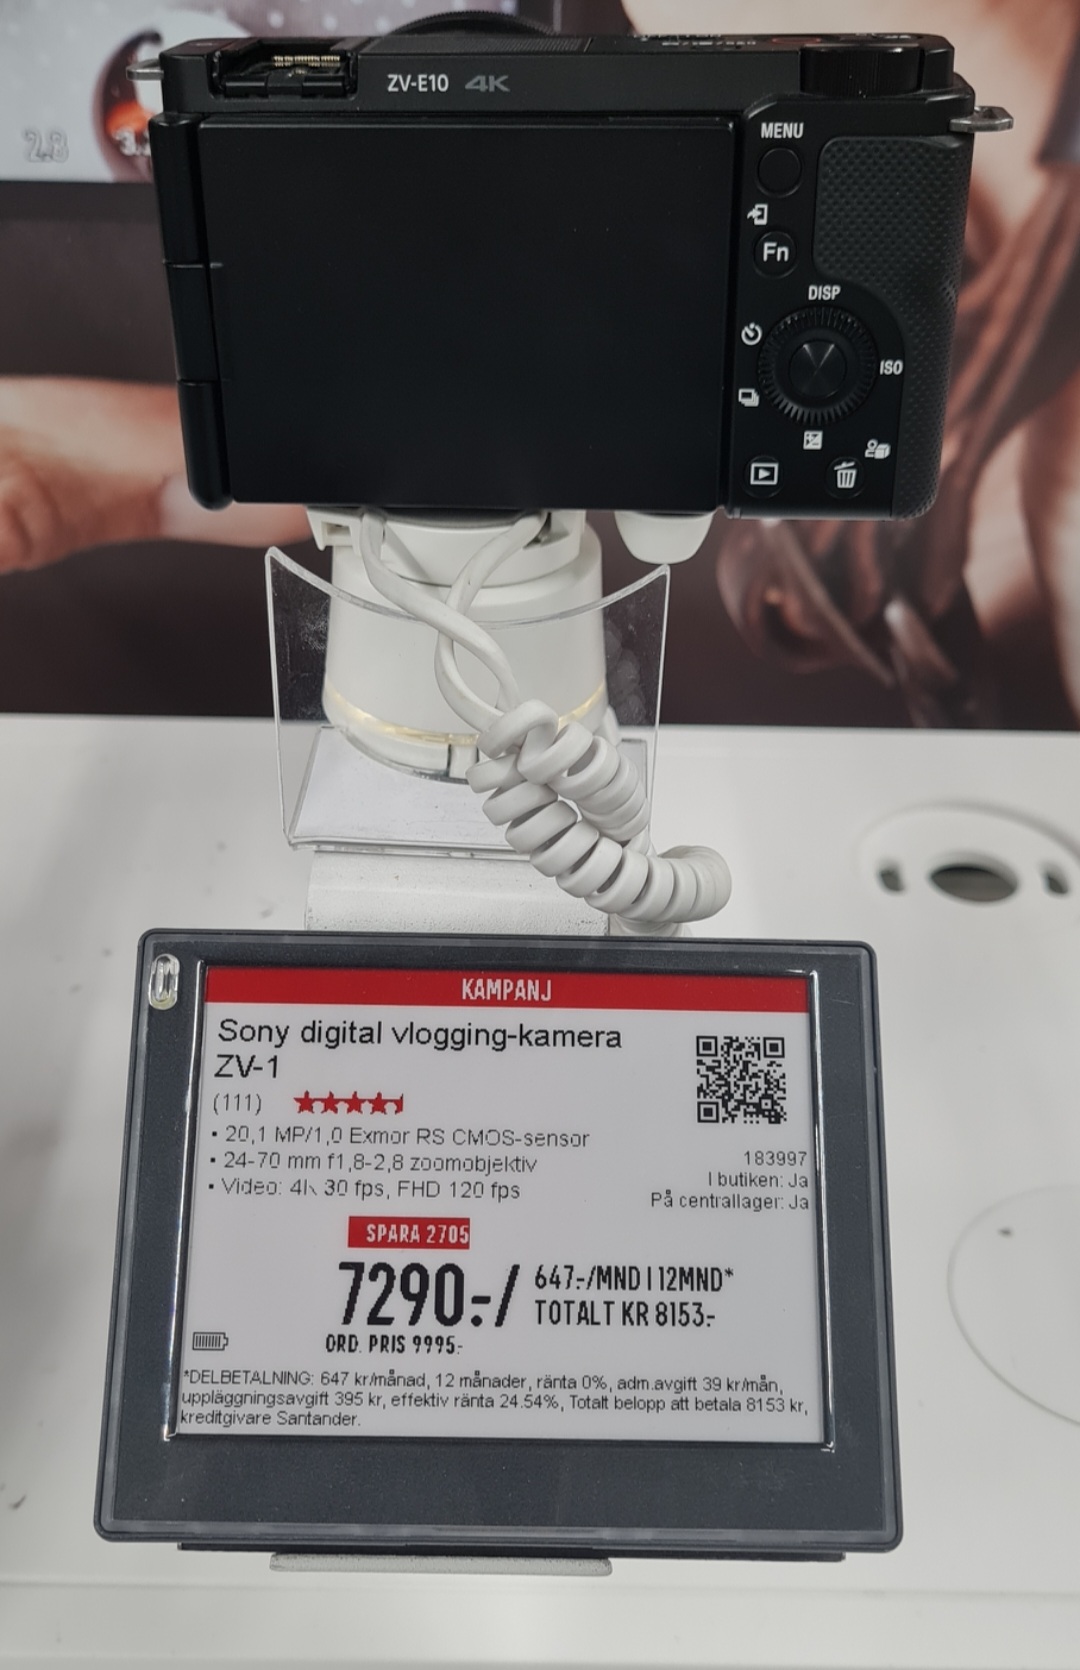 ZV-E10 4K
2.8
MENU
Fn
DISP
ISO
KAMPANJ
Sony digital vlogging-kamera
ZV-1
(111)
• 20,1 MP/1,0 Exmor RS CMOS-sensor
• 24-70 mm f1,8-2,8 zoomobjektiv
• Video: 4K 30 fps, FHD 120 fps
183997
I butiken: Ja
På centrallager: Ja
SPARA 2705
7290:-/ 647:-/MND | 12MND*
TOTALT KR 8153:-
ORD. PRIS 9995:-
*DELBETALNING: 647 kr/månad, 12 månader, ränta 0%, adm.avgift 39 kr/mån,
uppläggningsavgift 395 kr, effektiv ränta 24.54%, Totalt belopp att betala 8153 kr,
kreditgivare Santander.